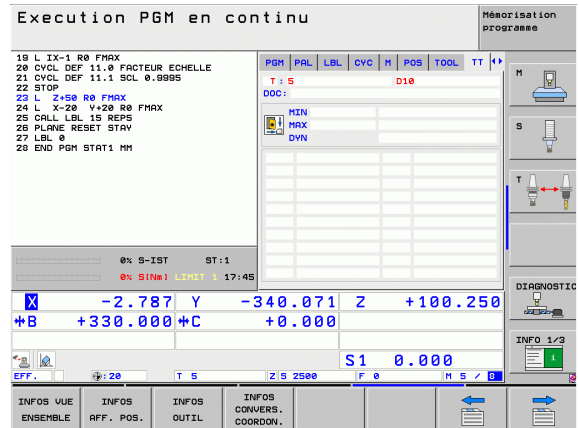 Execution PGM en continu
Mémorisation
programme
19 L IX-1 R0 FMAX
20 CYCL DEF 11.0 FACTEUR ECHELLE
21 CYCL DEF 11.1 SCL 0.9995
22 STOP
23 L Z+50 R0 FMAX
24 L X-20 Y+20 R0 FMAX
25 CALL LBL 15 REP5
26 PLANE RESET STAY
27 LBL 0
28 END PGM STAT1 MM
PGM PAL LBL CYC M POS TOOL TT
T : 5 D10
DOC:
MIN
MAX
DYN
0% S-IST ST:1
0% S[Nm] LIMIT 1 17:45
X -2.787 Y -340.071 Z +100.250
B +330.000 C +0.000
S1 0.000
EFF. :20 T 5 Z S 2500 F 0 M 5 / 8
M
S
T
DIAGNOSTIC
INFO 1/3
1
INFOS VUE
ENSEMBLE
INFOS
AFF. POS.
INFOS
OUTIL
INFOS
CONVERS.
COORDON.